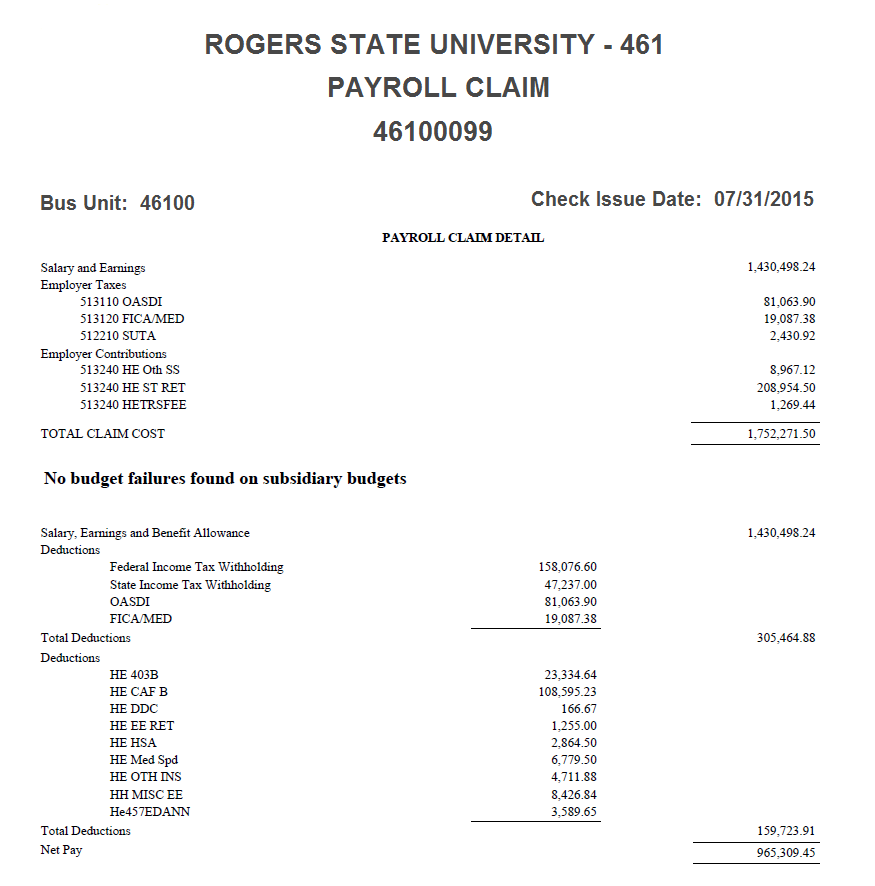 ROGERS STATE UNIVERSITY - 461
PAYROLL CLAIM
46100099
Bus Unit: 46100 Check Issue Date: 07/31/2015
PAYROLL CLAIM DETAIL
Salary and Earnings 1,430,498.24
Employer Taxes
513110 OASDI 81,063.90
513120 FICA/MED 19,087.38
512210 SUTA 2,430.92
Employer Contributions
513240 HE Oth SS 8,967.12
513240 HE ST RET 208,954.50
513240 HETRSFEE 1,269.44
TOTAL CLAIM COST 1,752,271.50
No budget failures found on subsidiary budgets
Salary, Earnings and Benefit Allowance 1,430,498.24
Deductions
Federal Income Tax Withholding 158,076.60
State Income Tax Withholding 47,237.00
OASDI 81,063.90
FICA/MED 19,087.38
Total Deductions 305,464.88
Deductions
HE 403B 23,334.64
HE CAF B 108,595.23
HE DDC 166.67
HE EE RET 1,255.00
HE HSA 2,864.50
HE Med Spd 6,779.50
HE OTH INS 4,711.88
HH MISC EE 8,426.84
He457EDANN 3,589.65
Total Deductions 159,723.91
Net Pay 965,309.45